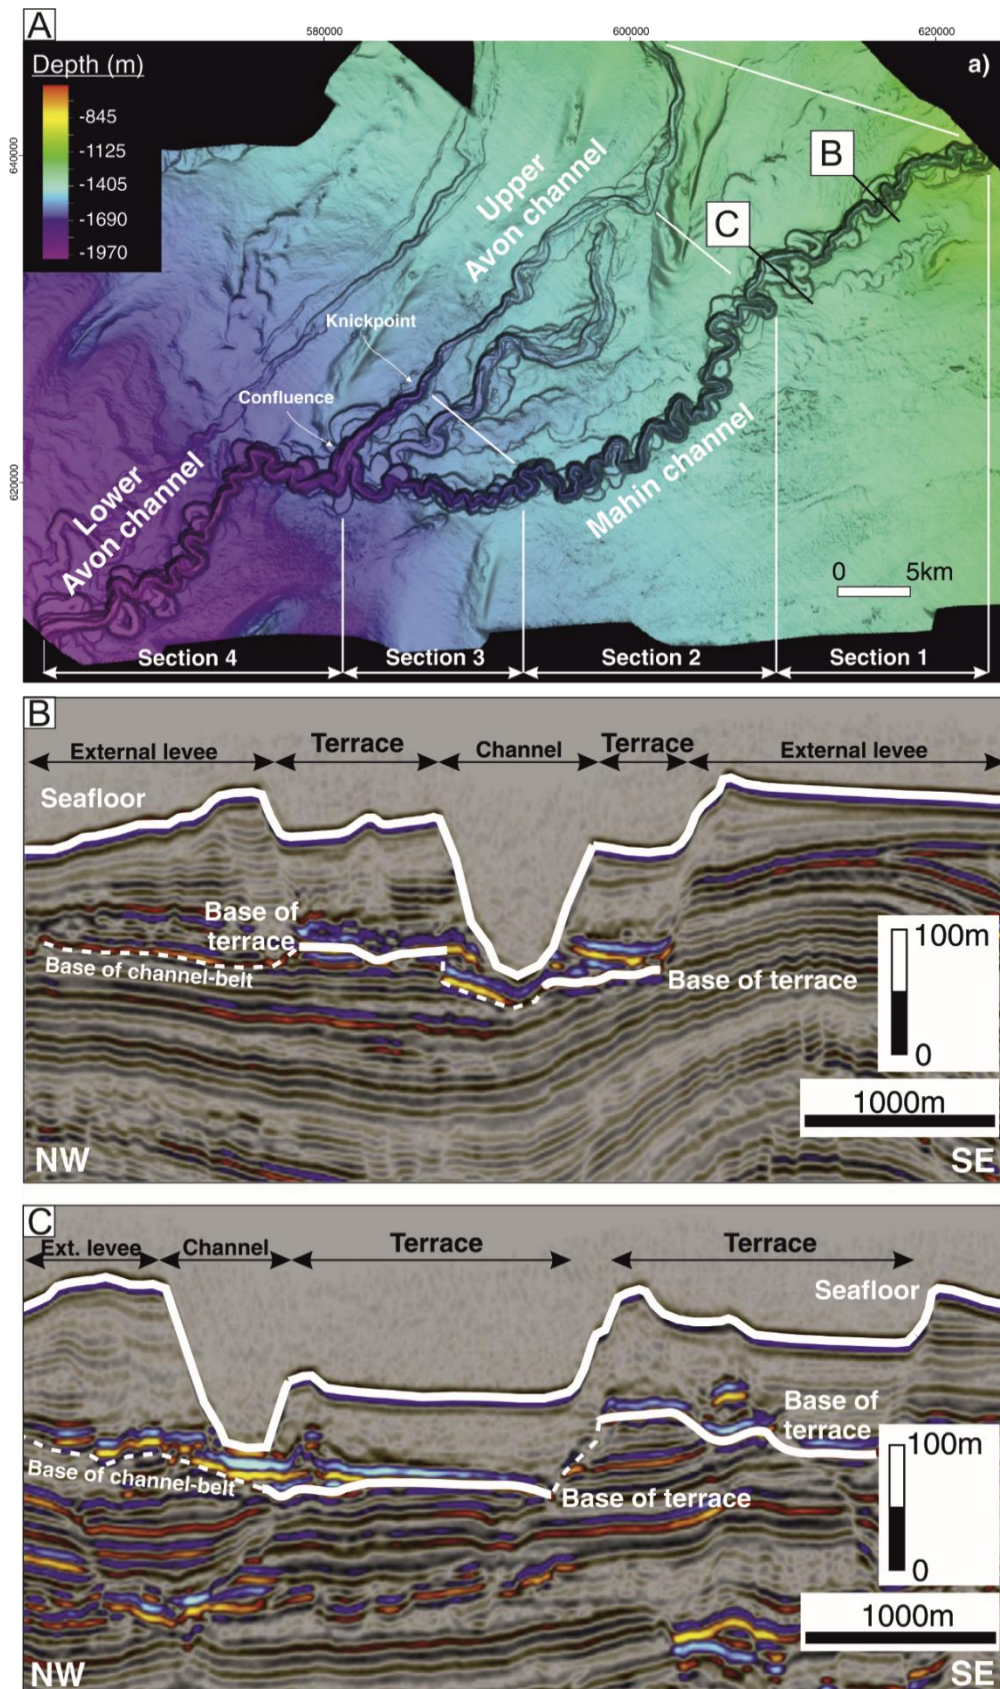 A
580000
600000
620000
Depth (m)
-845
-1125
-1405
-1690
-1970
a)
640000
620000
B
C
Upper
Avon channel
Knickpoint
Confluence
Lower
Avon channel
Mahin channel
0 5km
Section 4
Section 3
Section 2
Section 1
B
External levee
Terrace
Channel
Terrace
External levee
Seafloor
Base of
terrace
Base of channel-belt
Base of terrace
100m
0
1000m
NW
SE
C
Ext. levee
Channel
Terrace
Terrace
Seafloor
Base of
terrace
Base of channel-belt
Base of terrace
100m
0
1000m
NW
SE